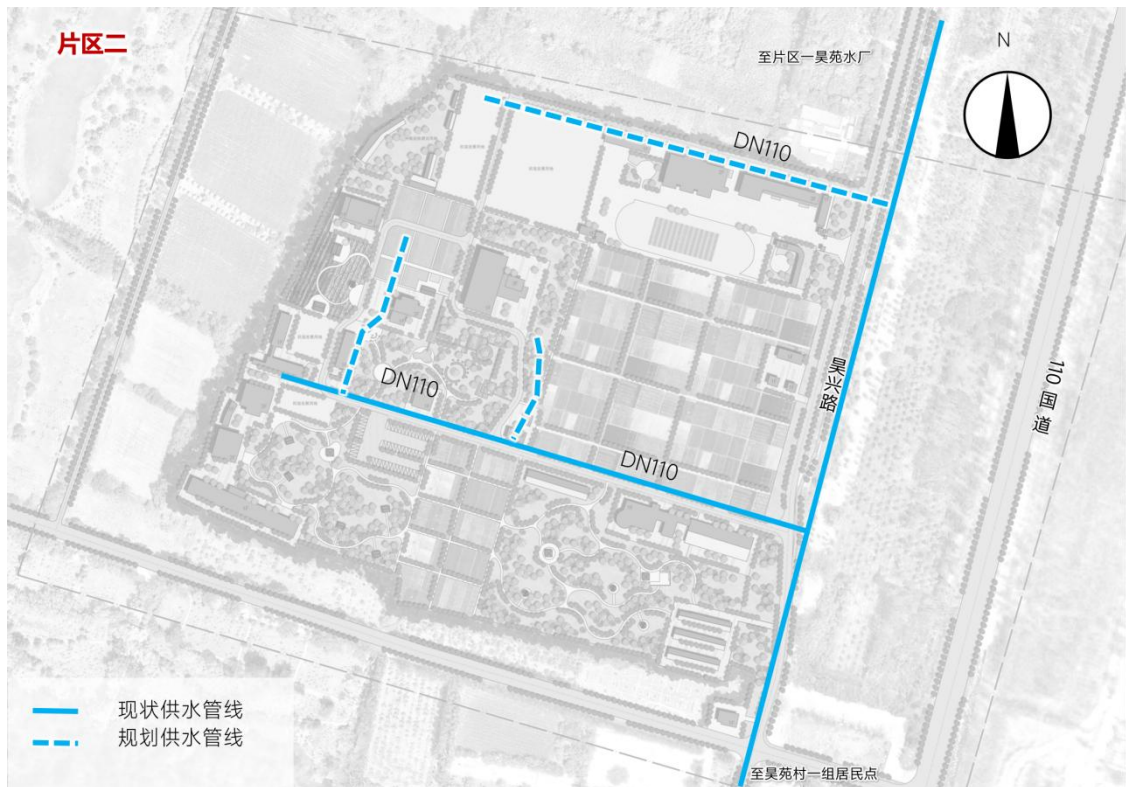 片区二
至片区一昊苑水厂
N
DN110
昊兴路
110国道
DN110
DN110
现状供水管线
规划供水管线
至昊苑村一组居民点